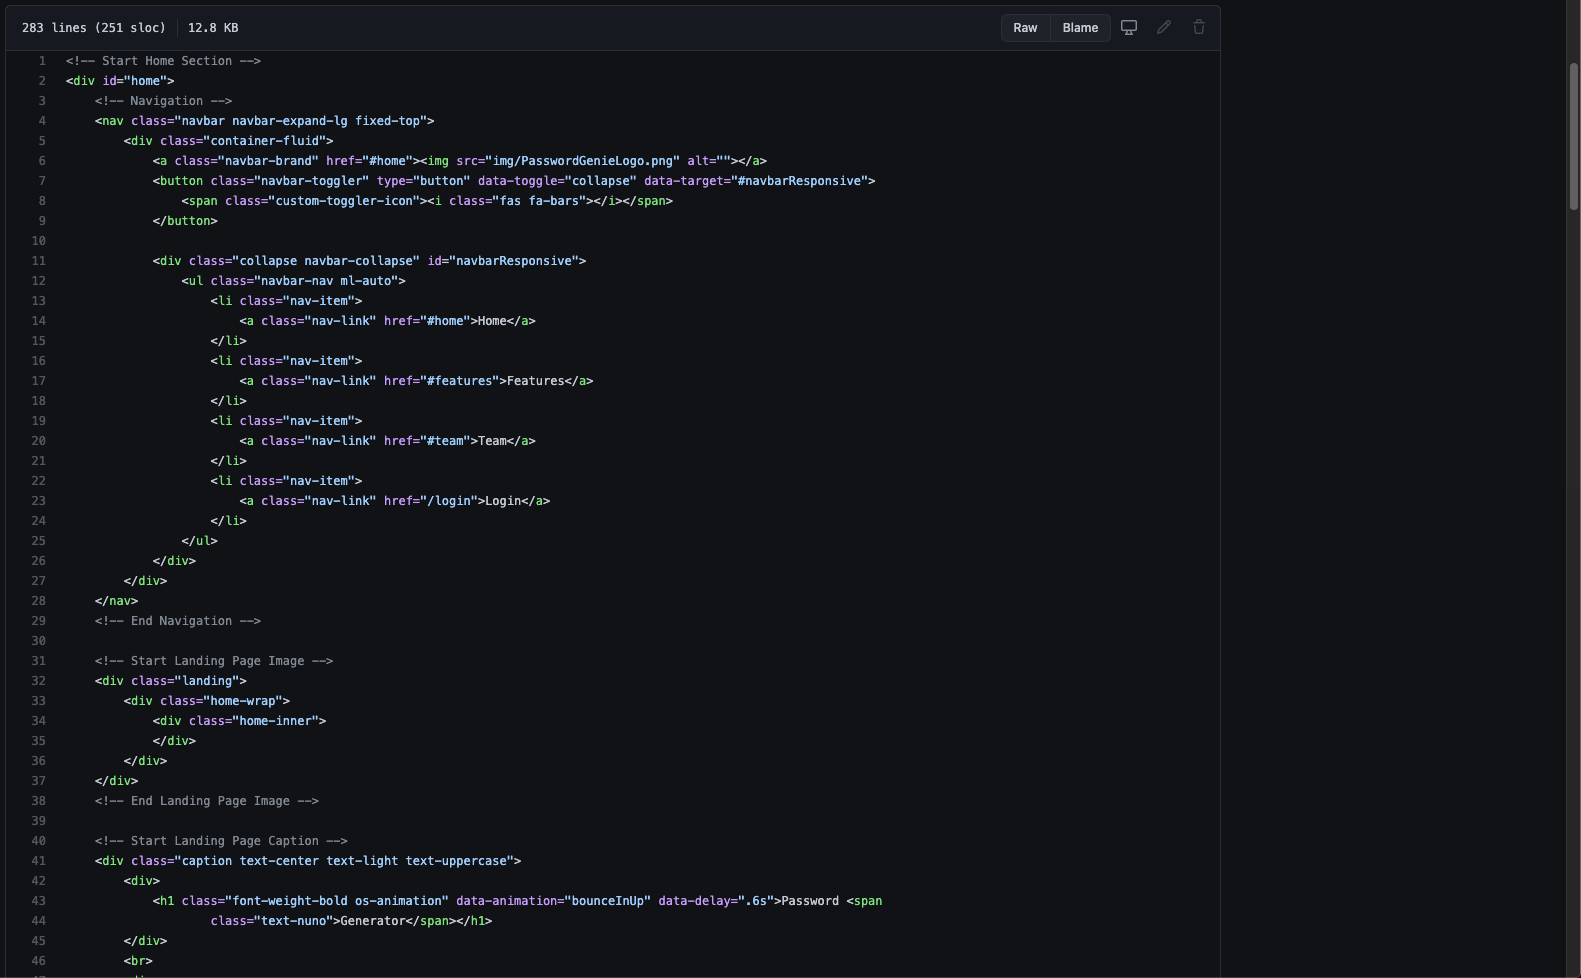 283 lines (251 sloc) 12.8 KB Raw Blame
1 <!-- Start Home Section -->
2 <div id="home">
3 <!-- Navigation -->
4 <nav class="navbar navbar-expand-lg fixed-top">
5 <div class="container-fluid">
6 <a class="navbar-brand" href="#home"><img src="img/PasswordGenieLogo.png" alt=""></a>
7 <button class="navbar-toggler" type="button" data-toggle="collapse" data-target="#navbarResponsive">
8 <span class="custom-toggler-icon"><i class="fas fa-bars"></i></span>
9 </button>
10
11 <div class="collapse navbar-collapse" id="navbarResponsive">
12 <ul class="navbar-nav ml-auto">
13 <li class="nav-item">
14 <a class="nav-link" href="#home">Home</a>
15 </li>
16 <li class="nav-item">
17 <a class="nav-link" href="#features">Features</a>
18 </li>
19 <li class="nav-item">
20 <a class="nav-link" href="#team">Team</a>
21 </li>
22 <li class="nav-item">
23 <a class="nav-link" href="/login">Login</a>
24 </li>
25 </ul>
26 </div>
27 </div>
28 </nav>
29 <!-- End Navigation -->
30
31 <!-- Start Landing Page Image -->
32 <div class="landing">
33 <div class="home-wrap">
34 <div class="home-inner">
35 </div>
36 </div>
37 </div>
38 <!-- End Landing Page Image -->
39
40 <!-- Start Landing Page Caption -->
41 <div class="caption text-center text-light text-uppercase">
42 <div>
43 <h1 class="font-weight-bold os-animation" data-animation="bounceInUp" data-delay=".6s">Password <span
44 class="text-nuno">Generator</span></h1>
45 </div>
46 <br>